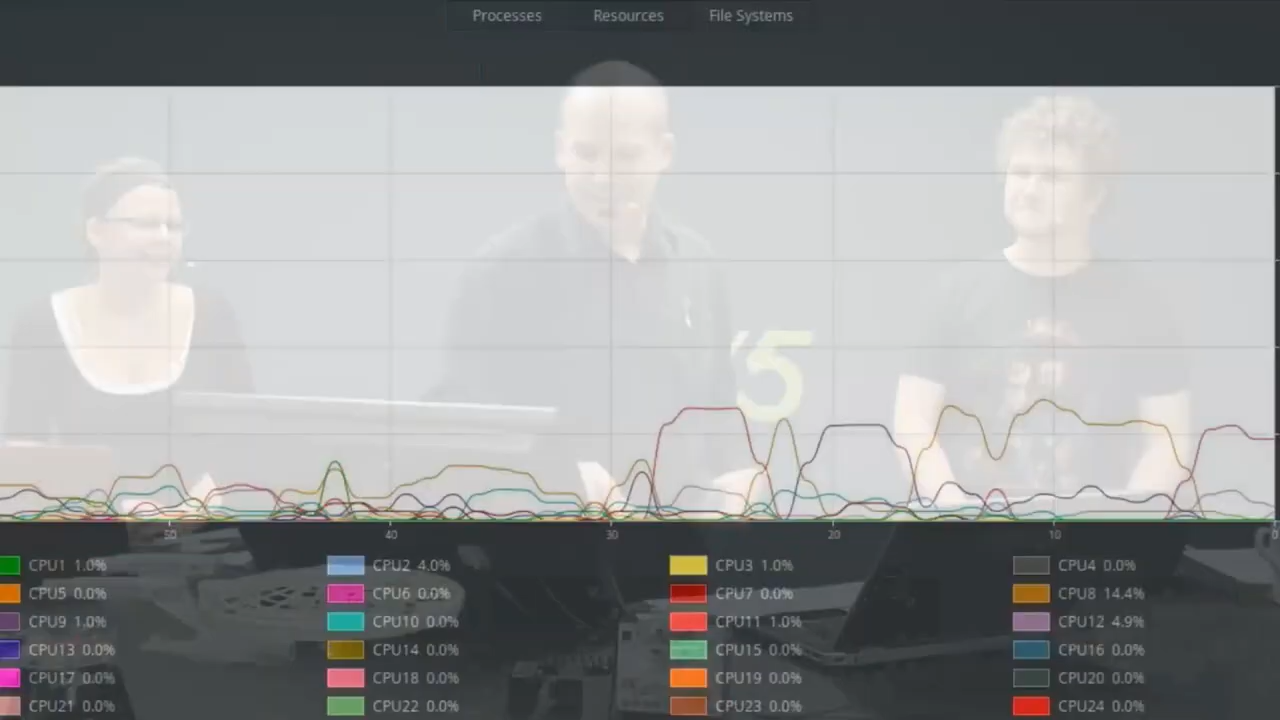 Processes Resources File Systems
5
50 40 30 20 10 0
CPU1 1.0% CPU2 4.0% CPU3 1.0% CPU4 0.0%
CPU5 0.0% CPU6 0.0% CPU7 0.0% CPU8 14.4%
CPU9 1.0% CPU10 0.0% CPU11 1.0% CPU12 4.9%
CPU13 0.0% CPU14 0.0% CPU15 0.0% CPU16 0.0%
CPU17 0.0% CPU18 0.0% CPU19 0.0% CPU20 0.0%
CPU21 0.0% CPU22 0.0% CPU23 0.0% CPU24 0.0%